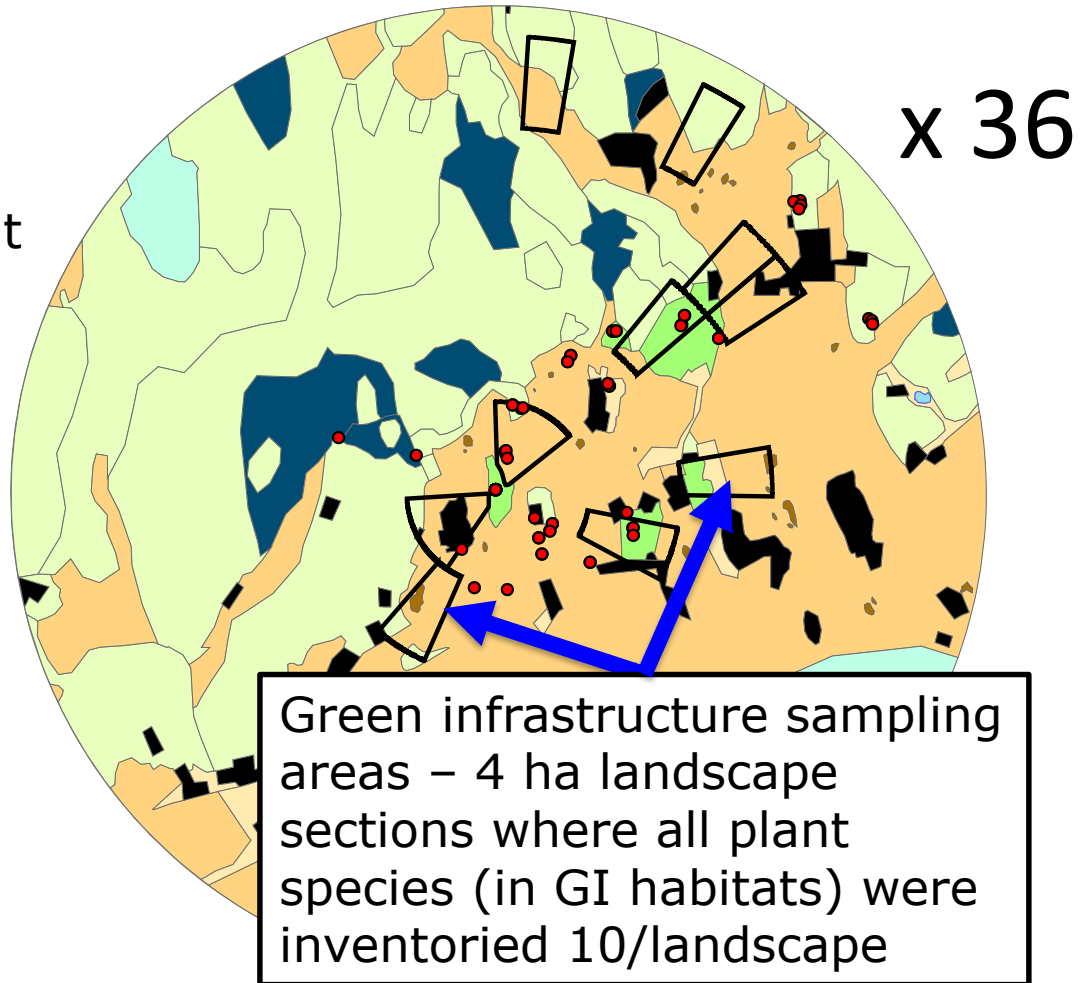 x 36
t
Green infrastructure sampling
areas – 4 ha landscape
sections where all plant
species (in GI habitats) were
inventoried 10/landscape